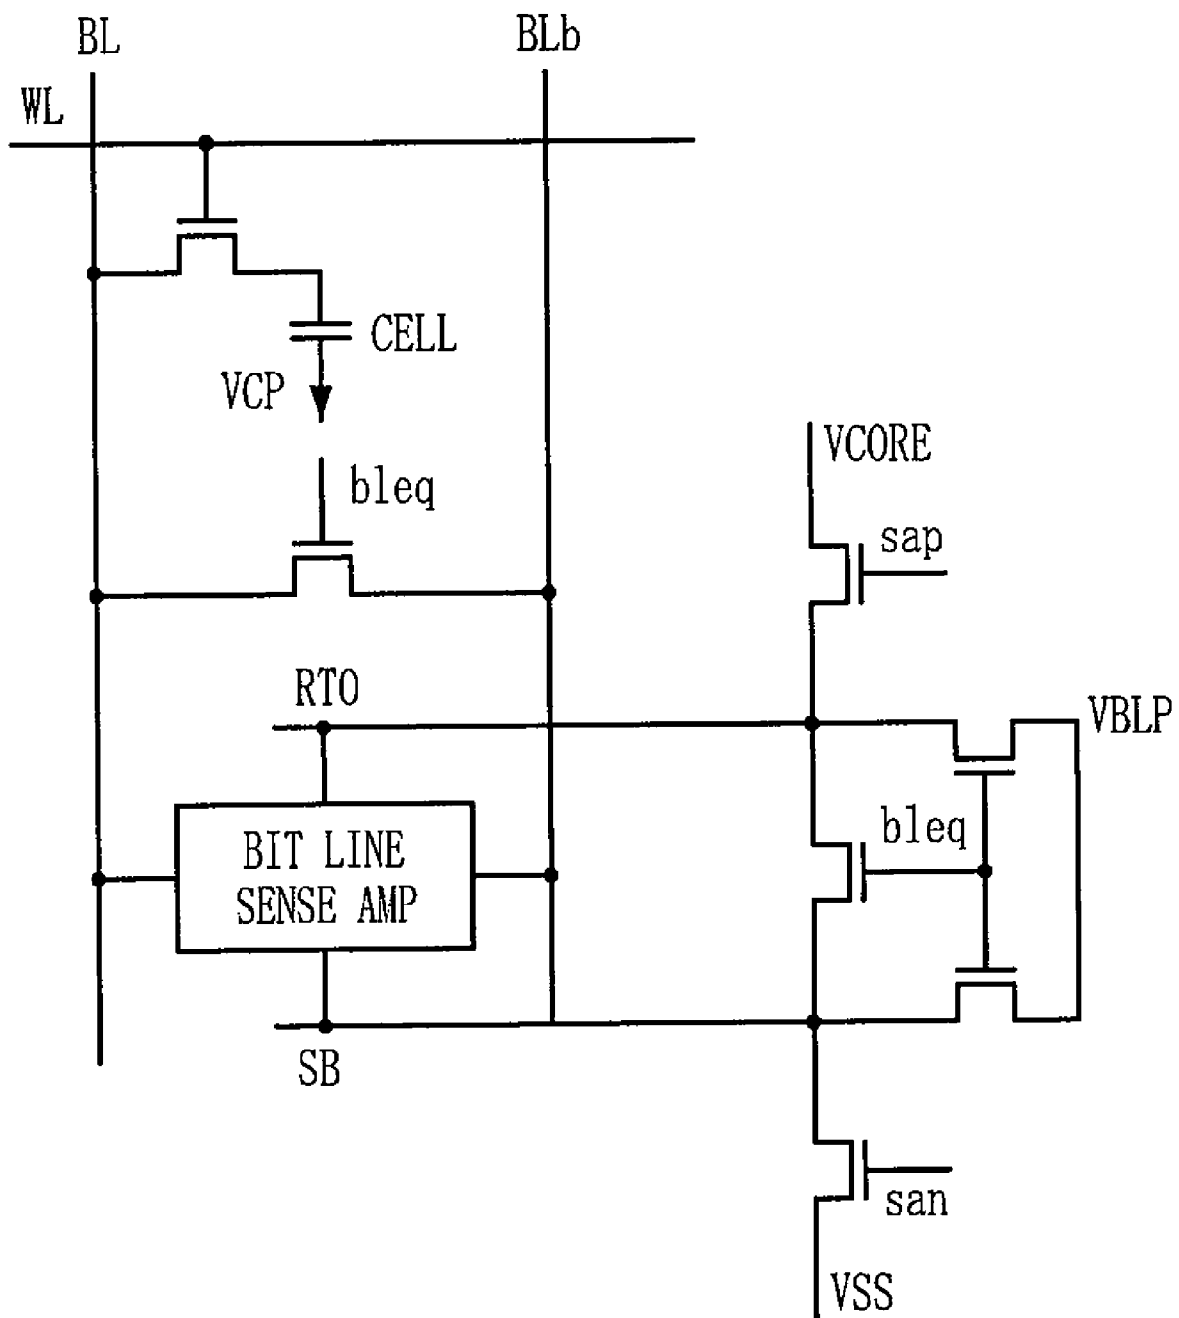 BL
BLb
WL
CELL
VCP
bleq
VCORE
sap
RTO
VBLP
bleq
BIT LINE
SENSE AMP
SB
san
VSS